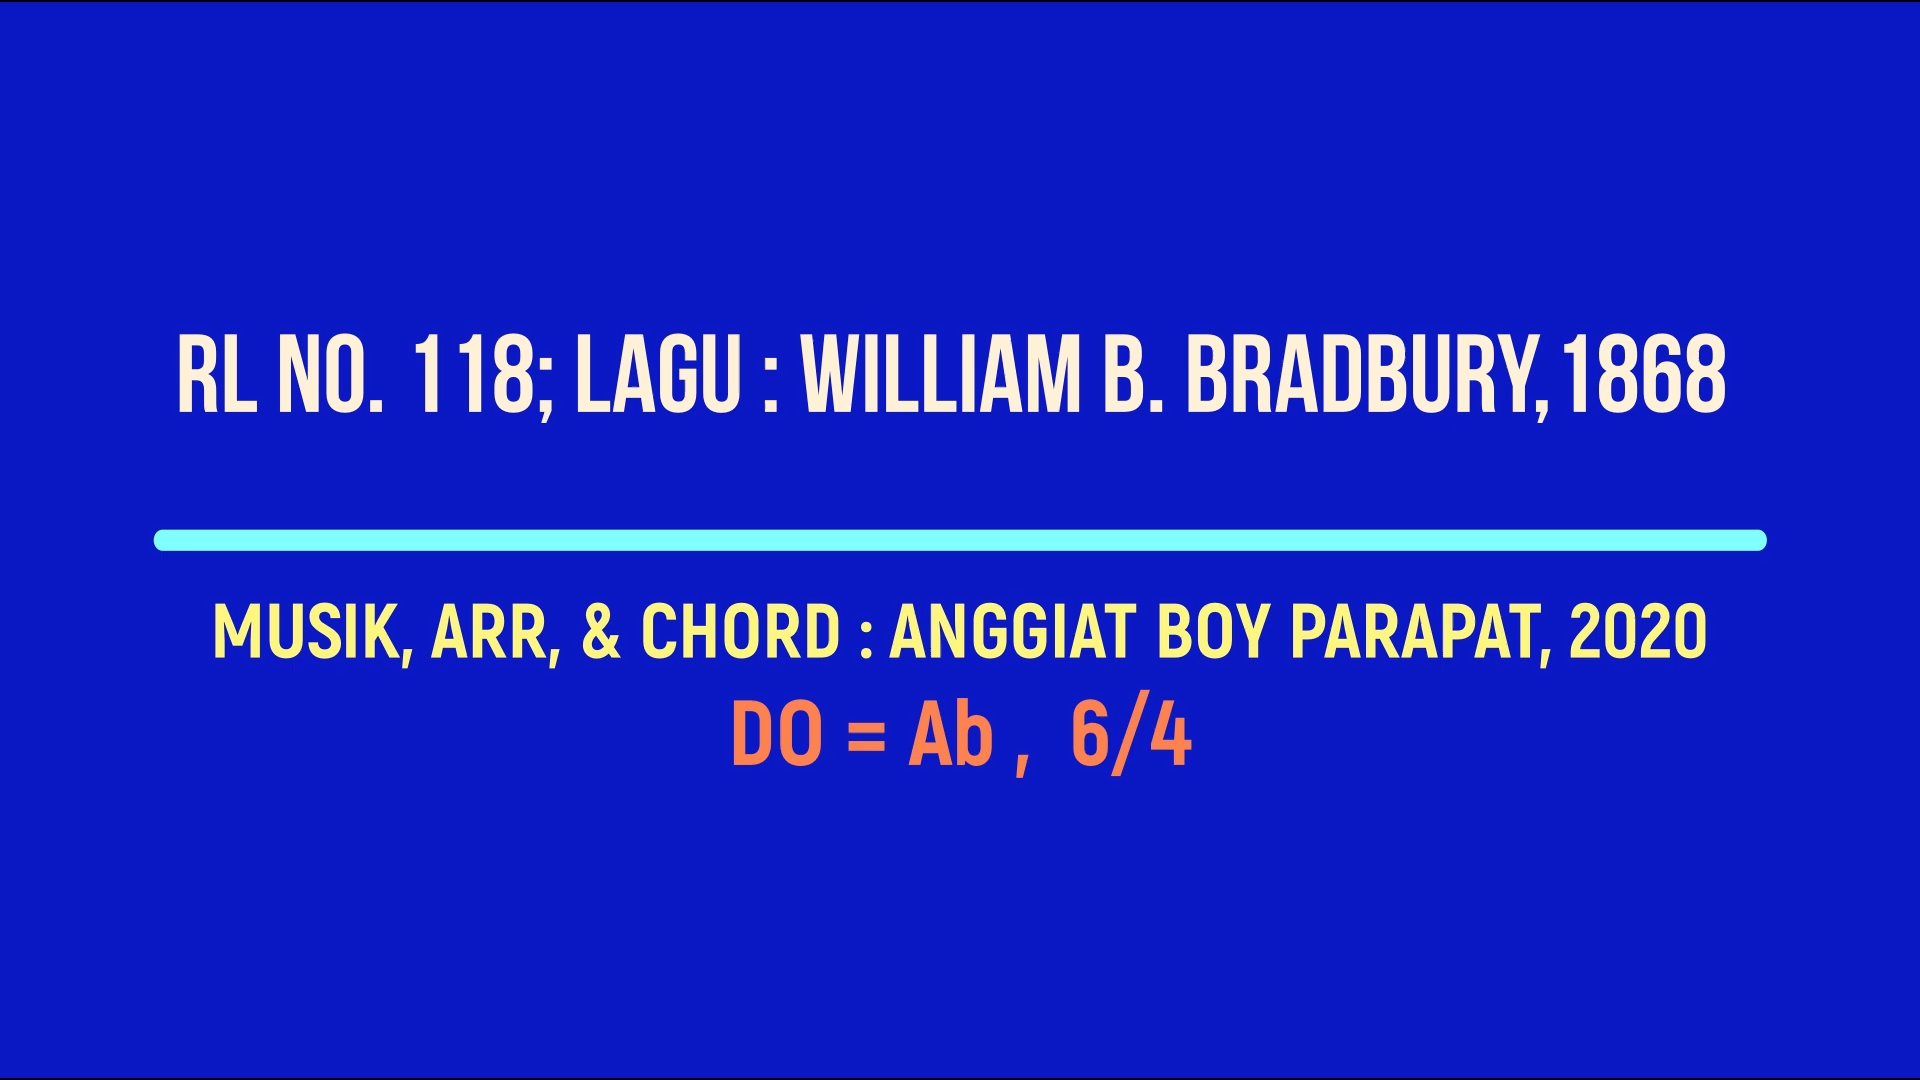 RL NO. 118; LAGU : WILLIAM B. BRADBURY,1868
MUSIK, ARR, & CHORD : ANGGIAT BOY PARAPAT, 2020
DO = Ab , 6/4